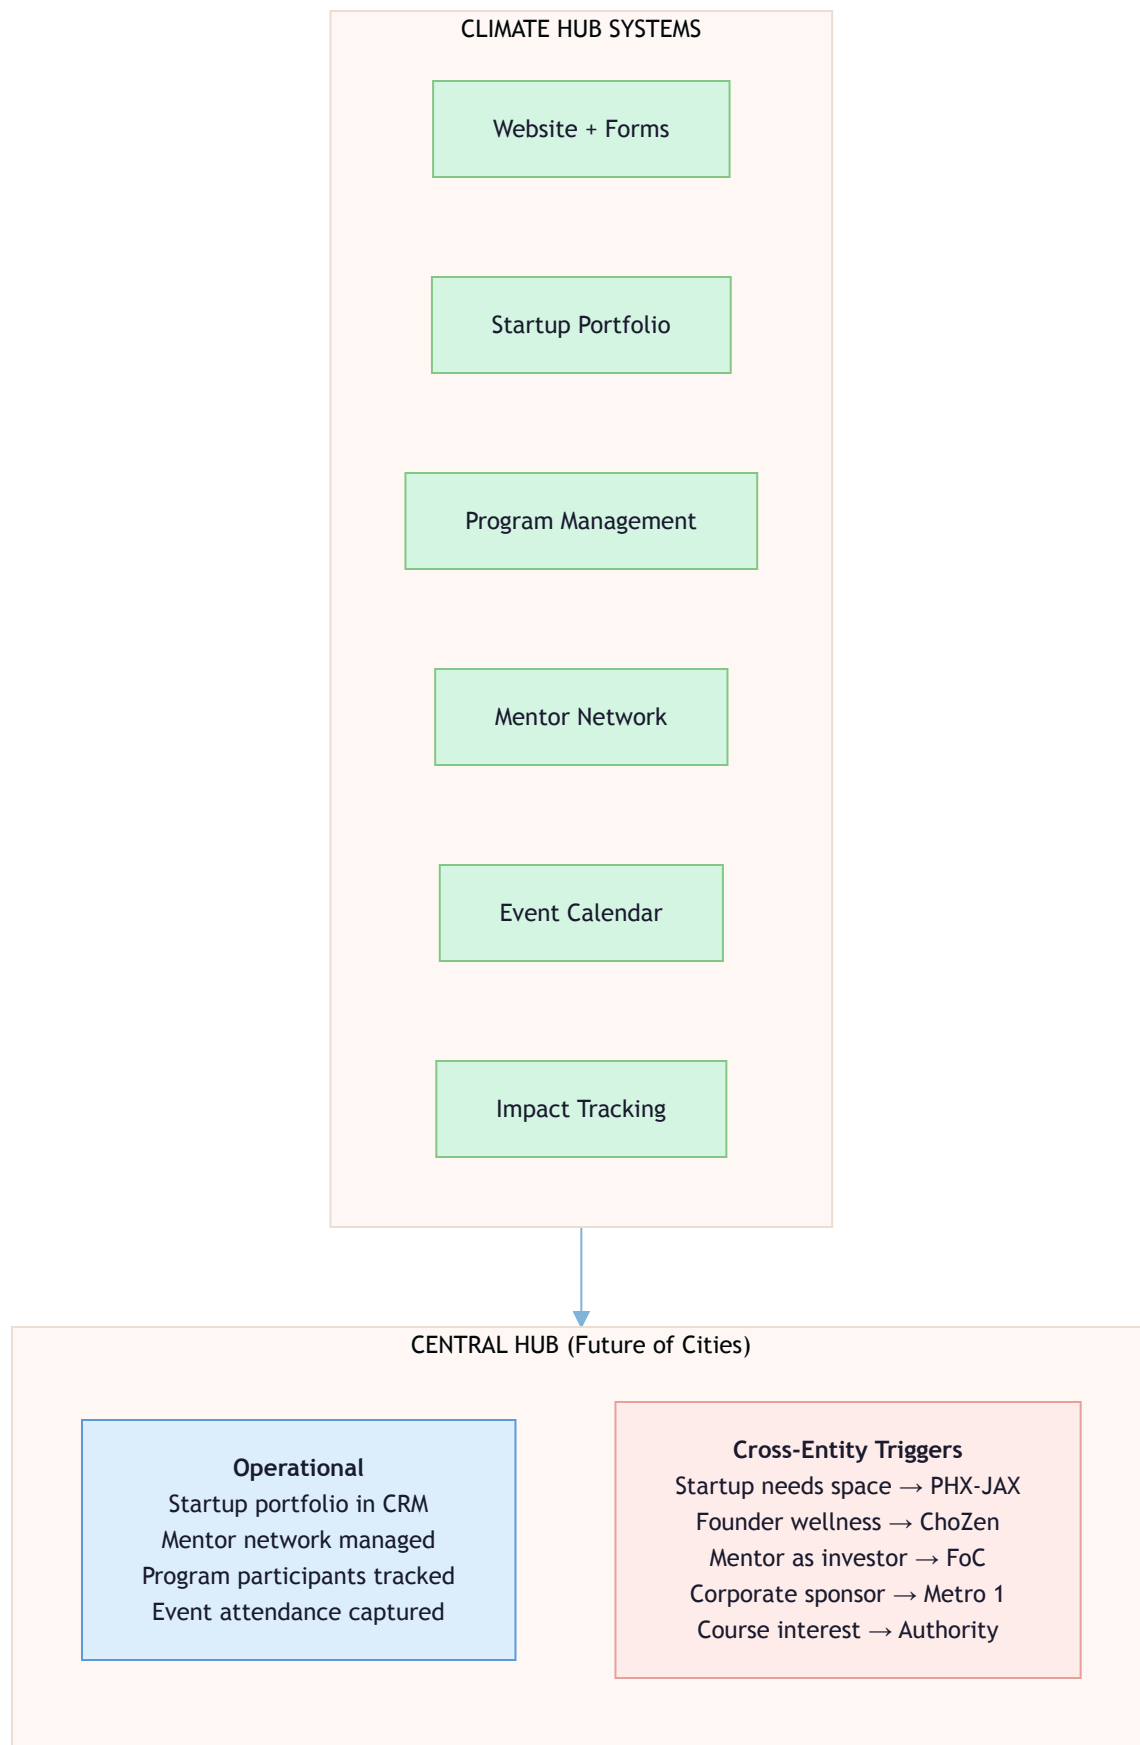 CLIMATE HUB SYSTEMS
Website + Forms
Startup Portfolio
Program Management
Mentor Network
Event Calendar
Impact Tracking
CENTRAL HUB (Future of Cities)
Operational
Startup portfolio in CRM
Mentor network managed
Program participants tracked
Event attendance captured
Cross-Entity Triggers
Startup needs space → PHX-JAX
Founder wellness → ChoZen
Mentor as investor → FoC
Corporate sponsor → Metro 1
Course interest → Authority